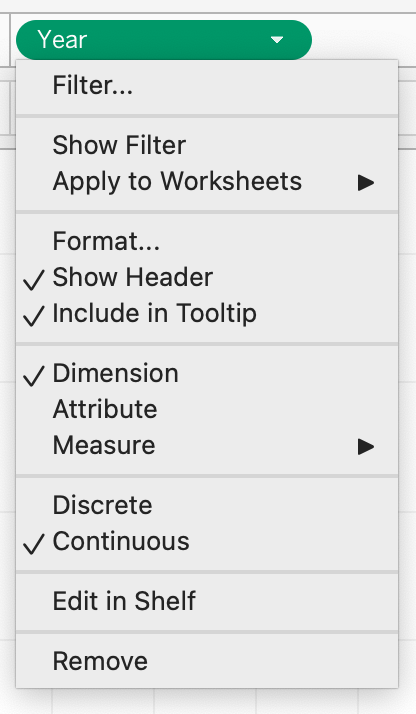 Year
Filter...
Show Filter
Apply to Worksheets
Format...
Show Header
Include in Tooltip
Dimension
Attribute
Measure
Discrete
Continuous
Edit in Shelf
Remove